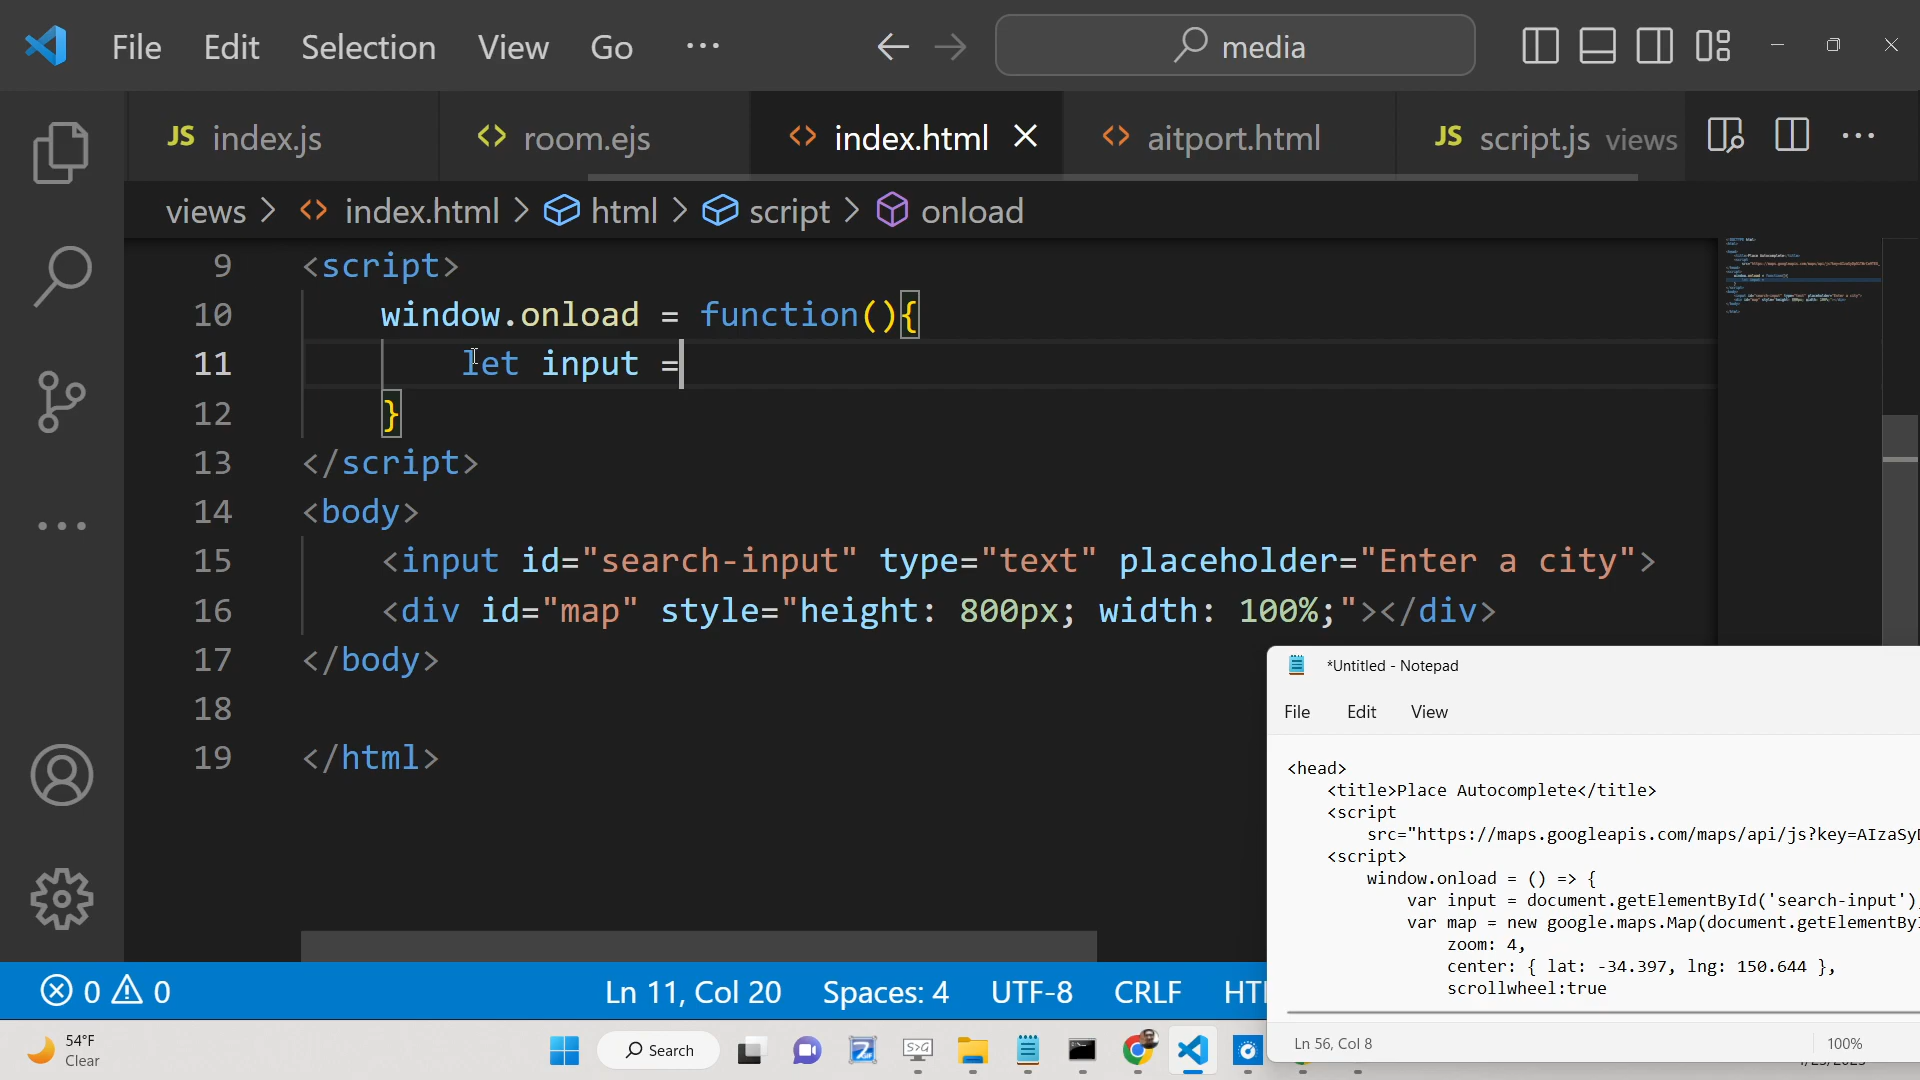 File Edit Selection View Go ... media
JS index.js <> room.ejs <> index.html <> aitport.html JS script.js views
views > <> index.html > html > script > onload
9 <script>
10 window.onload = function(){
11 let input =
12 }
13 </script>
14 <body>
15 <input id="search-input" type="text" placeholder="Enter a city">
16 <div id="map" style="height: 800px; width: 100%;"></div>
17 </body>
18
19 </html>
*Untitled - Notepad
File Edit View
<head>
<title>Place Autocomplete</title>
<script
src="https://maps.googleapis.com/maps/api/js?key=AIzaSy
<script>
window.onload = () => {
var input = document.getElementById('search-input')
var map = new google.maps.Map(document.getElementBy
zoom: 4,
center: { lat: -34.397, lng: 150.644 },
scrollwheel:true
Ln 56, Col 8 100%
0 0 Ln 11, Col 20 Spaces: 4 UTF-8 CRLF HT
54°F
Clear
Search